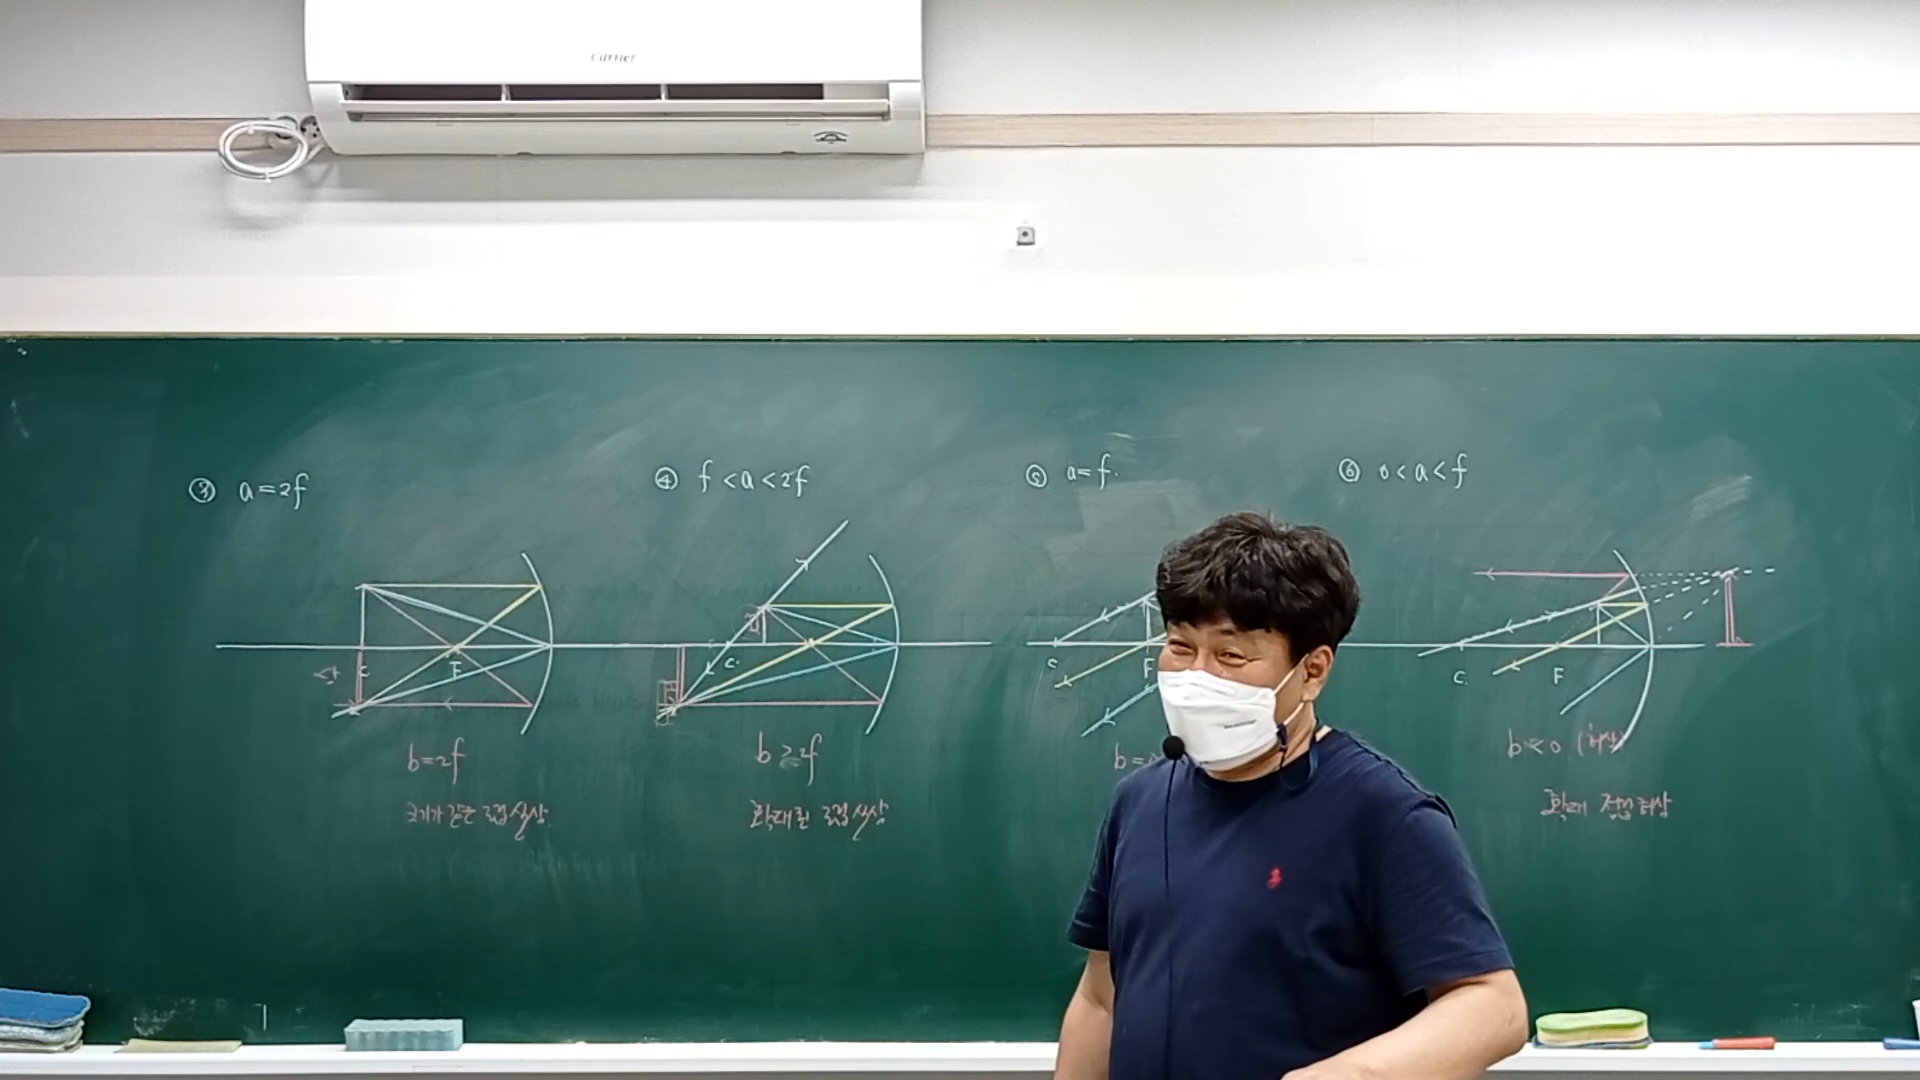 Carrier
③ a=2f
④ f<a<2f
⑤ a=f.
⑥ 0<a<f
상 C
F
C.
C
F
C.
F
b=2f
b≥2f
b=
b<0 (허상)
크기가 같은 도립실상.
확대된 도립실상
확대 정립허상